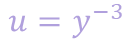 u = y⁻³